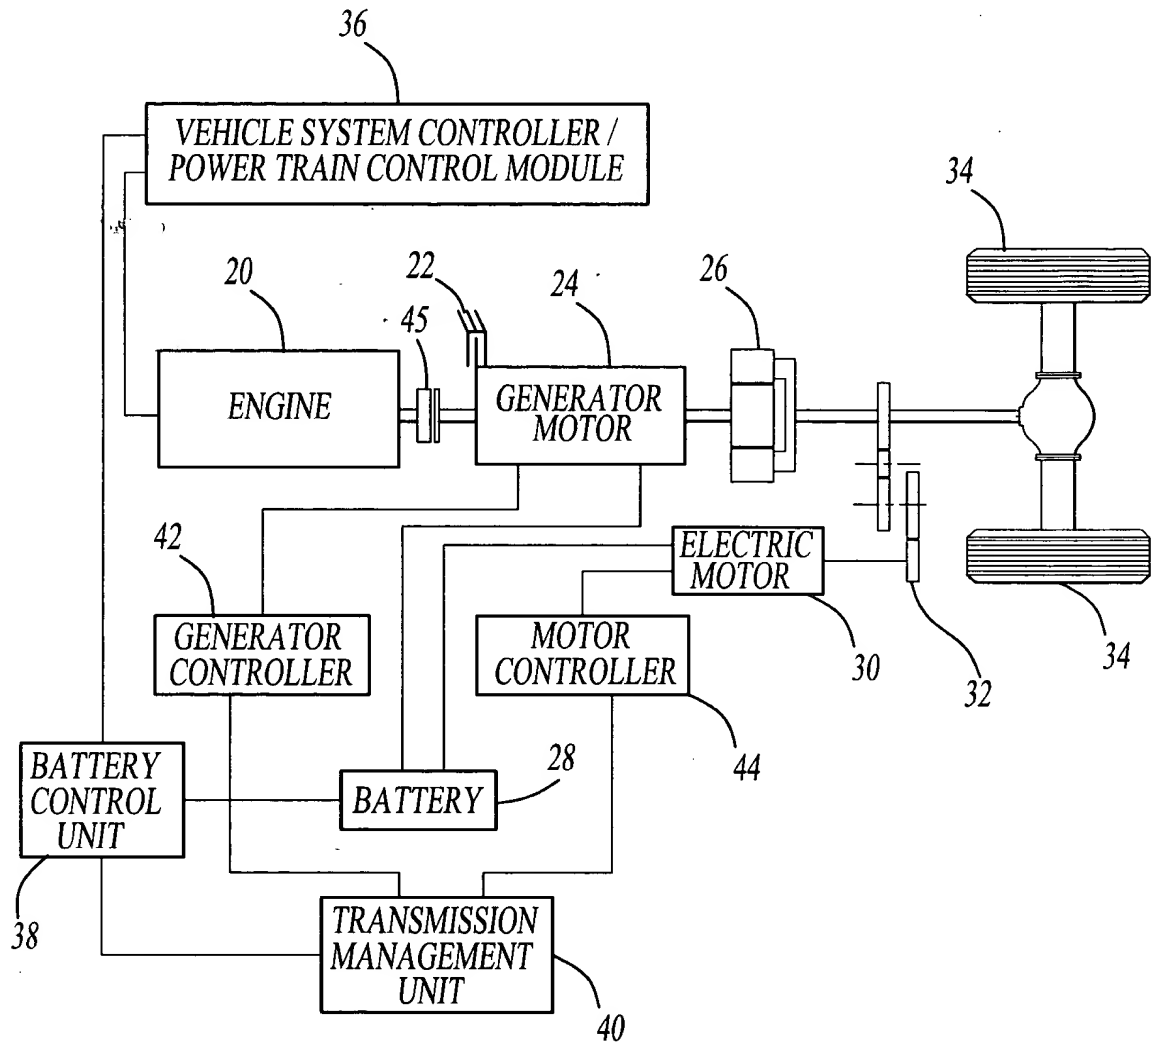 36
VEHICLE SYSTEM CONTROLLER /
POWER TRAIN CONTROL MODULE
34
20
22
45
24
26
ENGINE
GENERATOR
MOTOR
42
ELECTRIC
MOTOR
GENERATOR
CONTROLLER
MOTOR
CONTROLLER
30
32
34
44
BATTERY
CONTROL
UNIT
BATTERY
28
38
TRANSMISSION
MANAGEMENT
UNIT
40